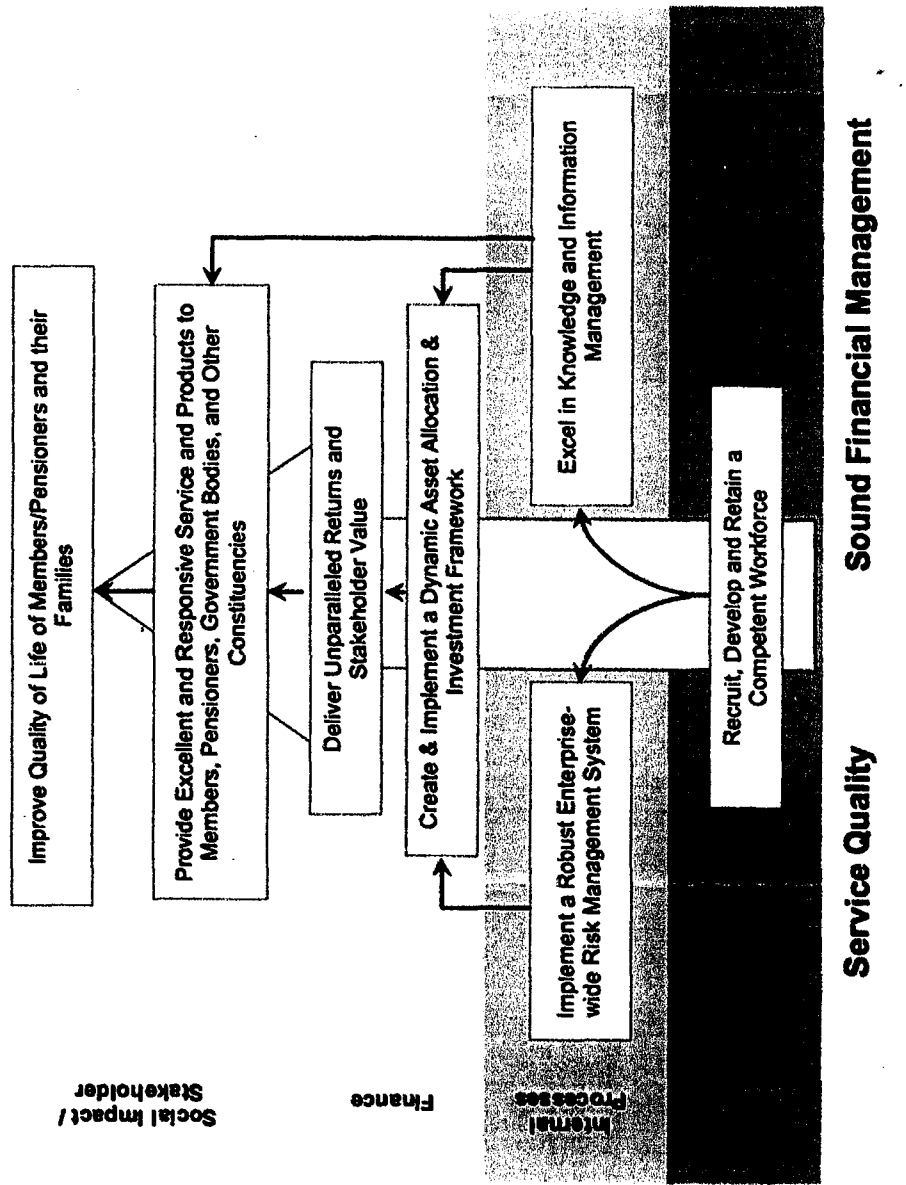 Improve Quality of Life of Members/Pensioners and their
Families
Social Impact /
Stakeholder
Provide Excellent and Responsive Service and Products to
Members, Pensioners, Government Bodies, and Other
Constituencies
Finance
Deliver Unparalleled Returns and
Stakeholder Value
Create & Implement a Dynamic Asset Allocation &
Investment Framework
Internal
Processes
Implement a Robust Enterprise-
wide Risk Management System
Excel in Knowledge and Information
Management
Recruit, Develop and Retain a
Competent Workforce
Service Quality
Sound Financial Management